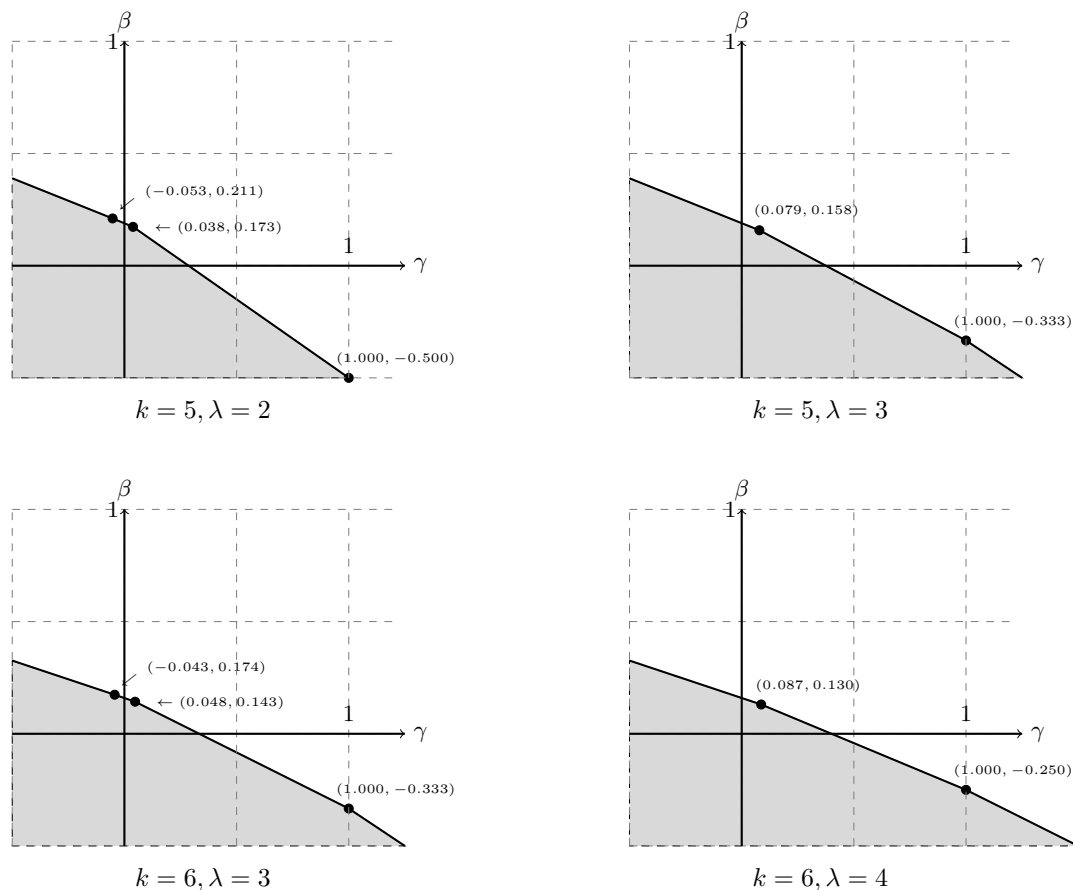 β
1
(−0.053, 0.211)
← (0.038, 0.173)
1
γ
(1.000, −0.500)
k = 5, λ = 2
β
1
(0.079, 0.158)
1
γ
(1.000, −0.333)
k = 5, λ = 3
β
1
(−0.043, 0.174)
← (0.048, 0.143)
1
γ
(1.000, −0.333)
k = 6, λ = 3
β
1
(0.087, 0.130)
1
γ
(1.000, −0.250)
k = 6, λ = 4